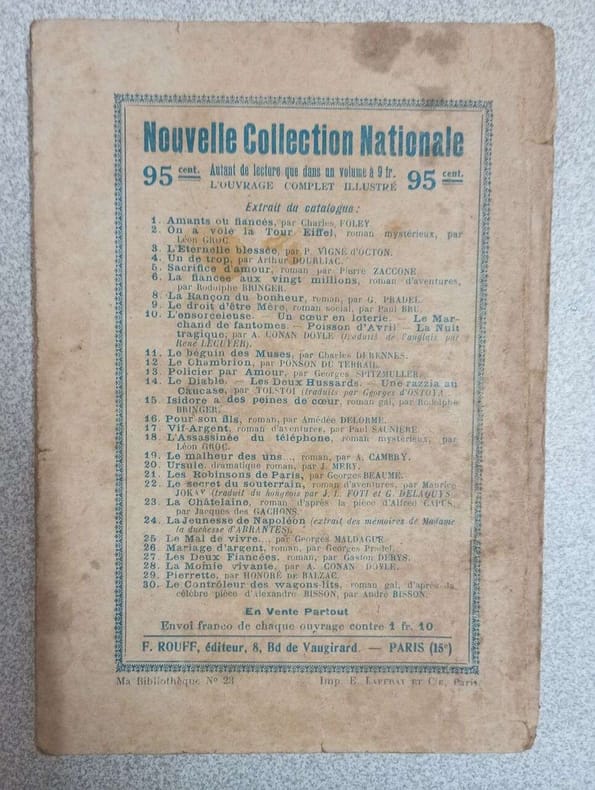 Nouvelle Collection Nationale
95 cent. Autant de lecture que dans un volume à 9 fr. 95 cent.
L'OUVRAGE COMPLET ILLUSTRÉ
Extrait du catalogue :
1. Amants ou fiancés, par Charles FOLEY
2. On a volé la Tour Eiffel, roman mystérieux, par
Léon GROC.
3. L'Eternelle blessée, par P. VIGNÉ d'OCTON.
4. Un de trop, par Arthur DOURLIAC.
5. Sacrifice d'amour, roman par Pierre ZACCONE.
6. La fiancée aux vingt millions, roman d'aventures,
par Rodolphe BRINGER.
8. La Rançon du bonheur, roman, par G. PRADEL.
9. Le droit d'être Mère, roman social, par Paul BRU.
10. L'ensorceleuse. — Un cœur en loterie. — Le Mar-
chand de fantomes. — Poisson d'Avril — La Nuit
tragique, par A. CONAN DOYLE (traduits de l'anglais par
René LECUYER).
11. Le béguin des Muses, par Charles DERENNES.
12. Le Chambrion, par PONSON DU TERRAIL.
13. Policier par Amour, par Georges SPITZMULLER.
14. Le Diable. — Les Deux Hussards. — Une razzia au
Caucase, par TOLSTOI (traduits par Georges d'OSTOYA.
15. Isidore a des peines de cœur, roman gai, par Rodolphe
BRINGER.
16. Pour son fils, roman, par Amédée DELORME.
17. Vif-Argent, roman d'aventures, par Paul SAUNIÈRE.
18. L'Assassinée du téléphone, roman mystérieux, par
Léon GROC.
19. Le malheur des uns..., roman, par A. CAMBRY.
20. Ursule, dramatique roman, par J. MERY.
21. Les Robinsons de Paris, par Georges BEAUME.
22. Le secret du souterrain, roman d'aventures, par Maurice
JOKAY (traduit du hongrois par J. L. FOTI et G. DELAQUYS
23. La Châtelaine, roman d'après la pièce d'Alfred CAPUS,
par Jacques des GACHONS.
24. La Jeunesse de Napoléon (extrait des mémoires de Madame
la duchesse d'ABRANTES).
25. Le Mal de vivre..., par Georges MALDAGUE
26. Mariage d'argent, roman, par Georges Pradel.
27. Les Deux Fiancées, roman, par Gaston DERYS.
28. La Momie vivante, par A. CONAN DOYLE.
29. Pierrette, par HONORÉ DE BALZAC.
30. Le Contrôleur des wagons-lits, roman gai, d'après la
célèbre pièce d'Alexandre BISSON, par André BISSON.
En Vente Partout
Envoi franco de chaque ouvrage contre 1 fr. 10
F. ROUFF, éditeur, 8, Bd de Vaugirard. — PARIS (15e)
Ma Bibliothèque No 23 Imp. E. LAFFRAY ET Cie, Paris.